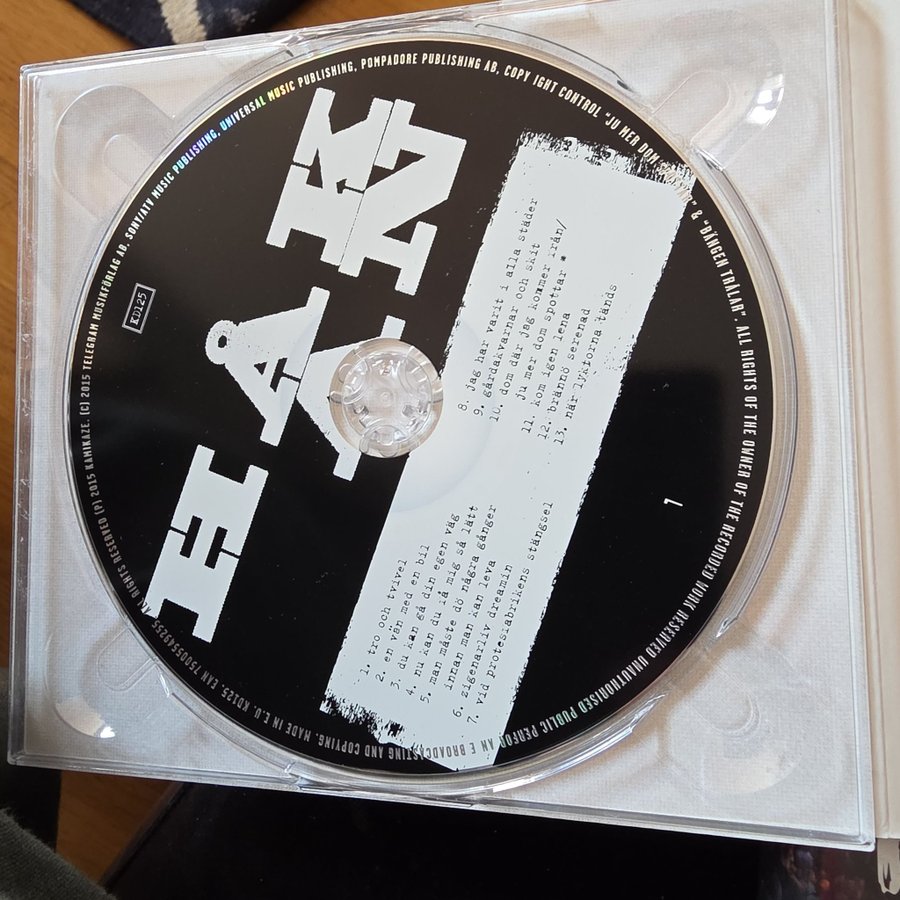 HÅKAN
KD125
1. tro och tvivel
2. en vän med en bil
3. du kan gå din egen väg
4. nu kan du få mig så lätt
5. man måste dö några gånger
innan man kan leva
6. zigenarliv dreamin
7. vid protesfabrikens stängsel
8. jag har varit i alla städer
9. gårdakvarnar och skit
10. dom där jag kommer från/
ju mer dom spottar *
11. kom igen lena
12. brännö serenad
13. när lyktorna tänds
1
ALL RIGHTS RESERVED (P) 2015 KAMIKAZE. (C) 2015 TELEGRAM MUSIKFÖRLAG AB, SONY/ATV MUSIC PUBLISHING, UNIVERSAL MUSIC PUBLISHING, POMPADORE PUBLISHING AB, COPY IGHT CONTROL "JU MER DOM" & "BÄNGEN TRÅLAR". ALL RIGHTS OF THE OWNER OF THE RECORDED WORK RESERVED UNAUTHORISED PUBLIC PERFOR AN E BROADCASTING AND COPYING. MADE IN E.U. KD125. EAN 750005549255